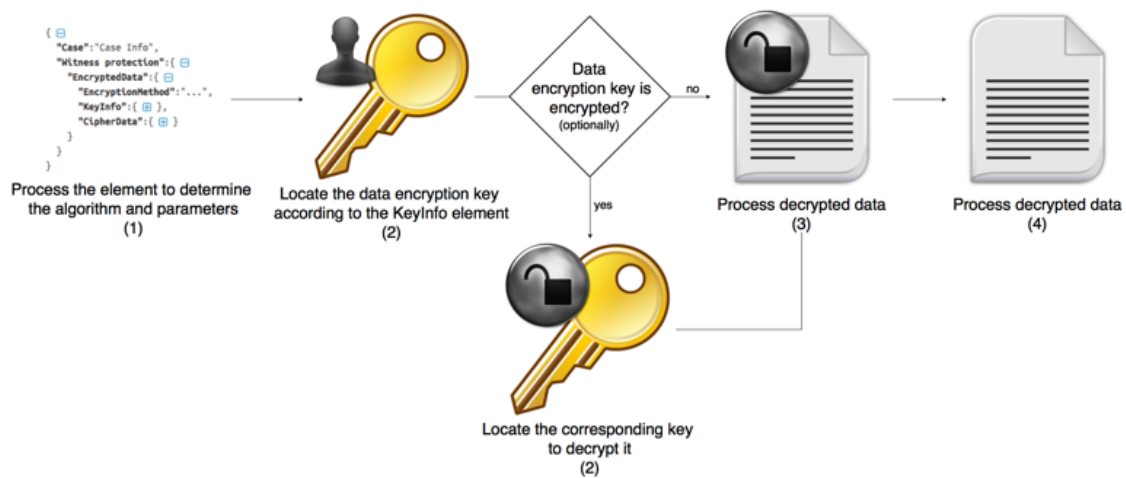 {
"Case":"Case Info",
"Witness protection":{
"EncryptedData":{
"EncryptionMethod":"...",
"KeyInfo":{ },
"CipherData":{ }
}
}
}
Process the element to determine
the algorithm and parameters
(1)
Locate the data encryption key
according to the KeyInfo element
(2)
Data
encryption key is
encrypted?
(optionally)
no
yes
Process decrypted data
(3)
Process decrypted data
(4)
Locate the corresponding key
to decrypt it
(2)